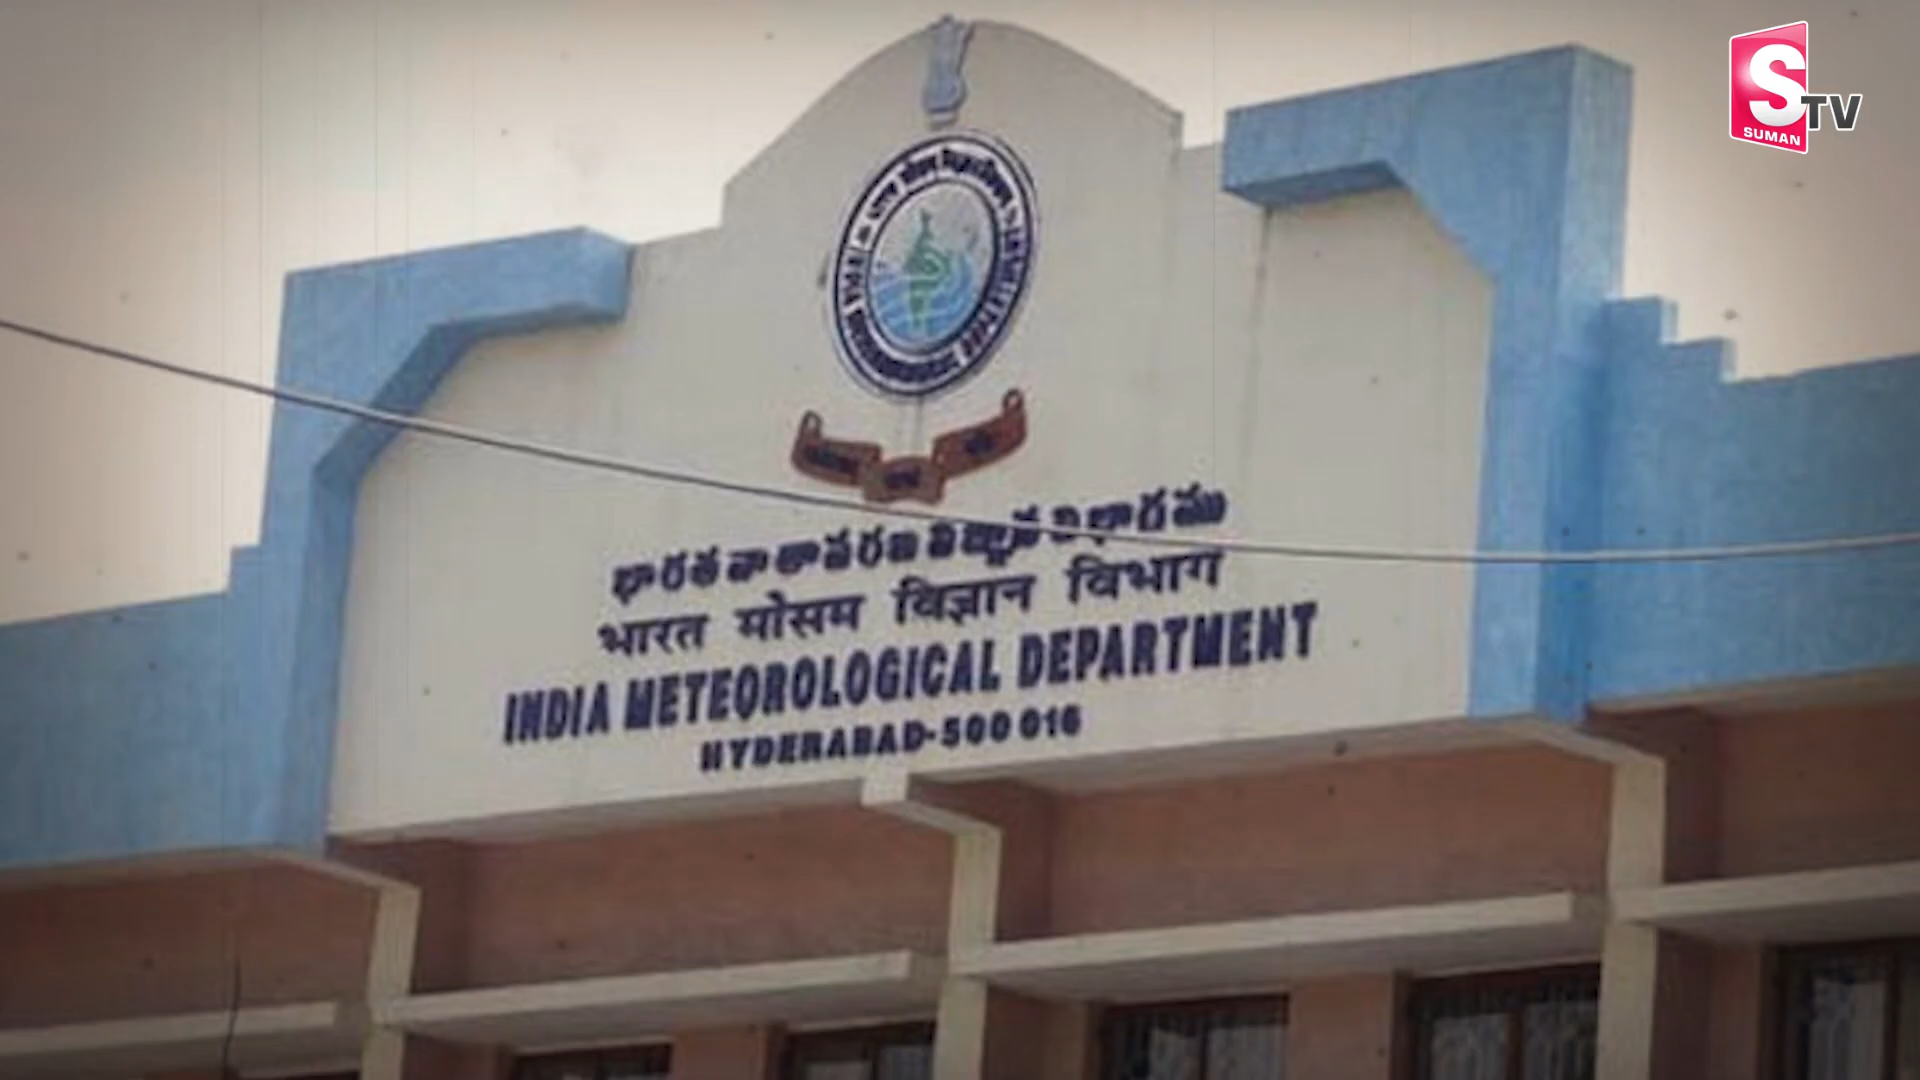 S
TV
SUMAN
భారత వాతావరణ విజ్ఞాన విభాగము
भारत मोसम विज्ञान विभाग
INDIA METEOROLOGICAL DEPARTMENT
HYDERABAD-500 016